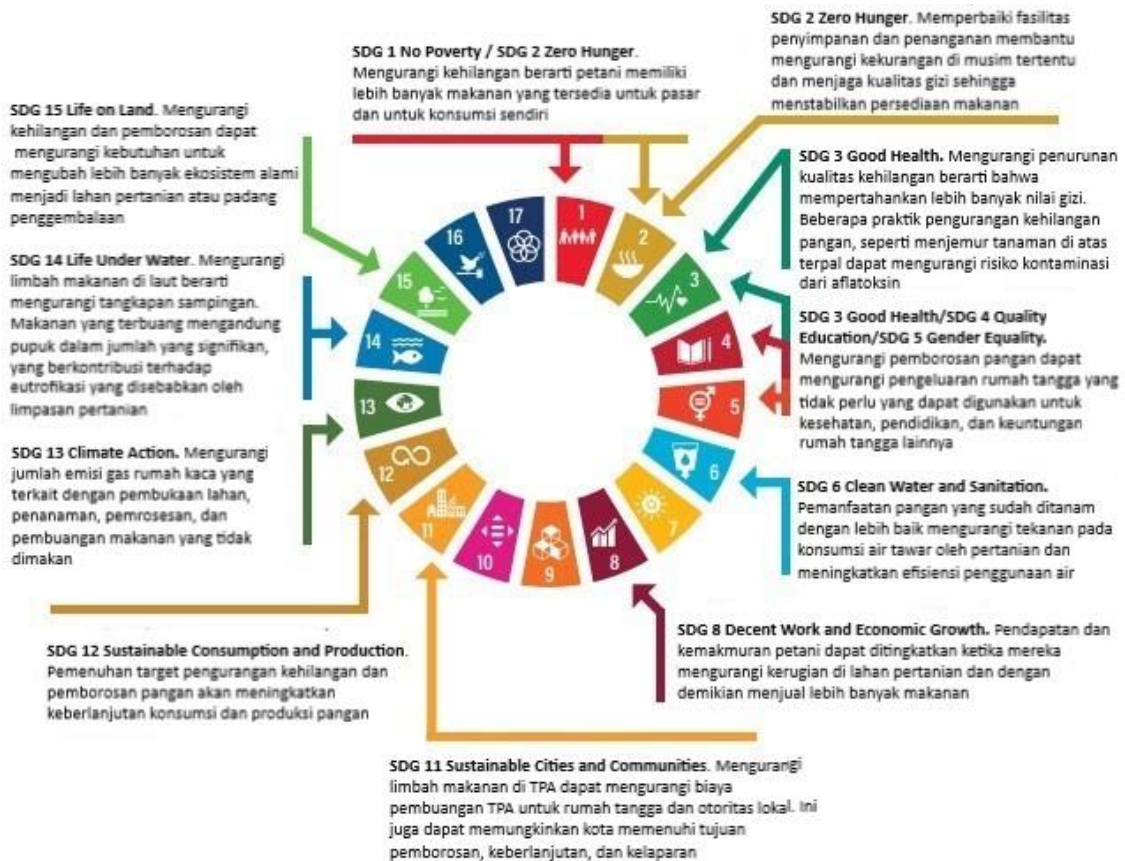 SDG 1 No Poverty / SDG 2 Zero Hunger.
Mengurangi kehilangan berarti petani memiliki
lebih banyak makanan yang tersedia untuk pasar
dan untuk konsumsi sendiri
SDG 2 Zero Hunger. Memperbaiki fasilitas
penyimpanan dan penanganan membantu
mengurangi kekurangan di musim tertentu
dan menjaga kualitas gizi sehingga
menstabilkan persediaan makanan
SDG 3 Good Health. Mengurangi penurunan
kualitas kehilangan berarti bahwa
mempertahankan lebih banyak nilai gizi.
Beberapa praktik pengurangan kehilangan
pangan, seperti menjemur tanaman di atas
terpal dapat mengurangi risiko kontaminasi
dari aflatoksin
SDG 3 Good Health/SDG 4 Quality
Education/SDG 5 Gender Equality.
Mengurangi pemborosan pangan dapat
mengurangi pengeluaran rumah tangga yang
tidak perlu yang dapat digunakan untuk
kesehatan, pendidikan, dan keuntungan
rumah tangga lainnya
SDG 6 Clean Water and Sanitation.
Pemanfaatan pangan yang sudah ditanam
dengan lebih baik mengurangi tekanan pada
konsumsi air tawar oleh pertanian dan
meningkatkan efisiensi penggunaan air
SDG 8 Decent Work and Economic Growth. Pendapatan dan
kemakmuran petani dapat ditingkatkan ketika mereka
mengurangi kerugian di lahan pertanian dan dengan
demikian menjual lebih banyak makanan
SDG 11 Sustainable Cities and Communities. Mengurangi
limbah makanan di TPA dapat mengurangi biaya
pembuangan TPA untuk rumah tangga dan otoritas lokal. Ini
juga dapat memungkinkan kota memenuhi tujuan
pemborosan, keberlanjutan, dan kelaparan
SDG 12 Sustainable Consumption and Production.
Pemenuhan target pengurangan kehilangan dan
pemborosan pangan akan meningkatkan
keberlanjutan konsumsi dan produksi pangan
SDG 13 Climate Action. Mengurangi
jumlah emisi gas rumah kaca yang
terkait dengan pembukaan lahan,
penanaman, pemrosesan, dan
pembuangan makanan yang tidak
dimakan
SDG 14 Life Under Water. Mengurangi
limbah makanan di laut berarti
mengurangi tangkapan sampingan.
Makanan yang terbuang mengandung
pupuk dalam jumlah yang signifikan,
yang berkontribusi terhadap
eutrofikasi yang disebabkan oleh
limpasan pertanian
SDG 15 Life on Land. Mengurangi
kehilangan dan pemborosan dapat
mengurangi kebutuhan untuk
mengubah lebih banyak ekosistem alami
menjadi lahan pertanian atau padang
penggembalaan
1
2
3
4
5
6
7
8
9
10
11
12
13
14
15
16
17